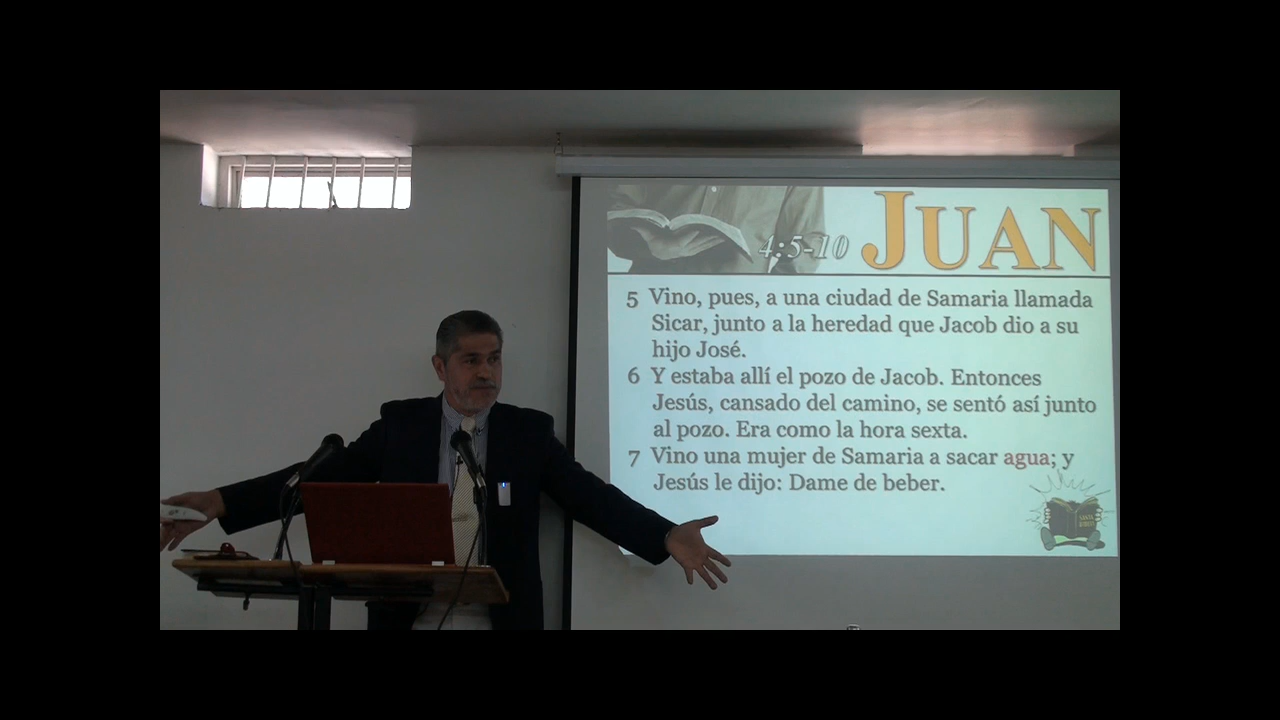 4:5-10 JUAN
5 Vino, pues, a una ciudad de Samaria llamada
Sicar, junto a la heredad que Jacob dio a su
hijo José.
6 Y estaba allí el pozo de Jacob. Entonces
Jesús, cansado del camino, se sentó así junto
al pozo. Era como la hora sexta.
7 Vino una mujer de Samaria a sacar agua; y
Jesús le dijo: Dame de beber.